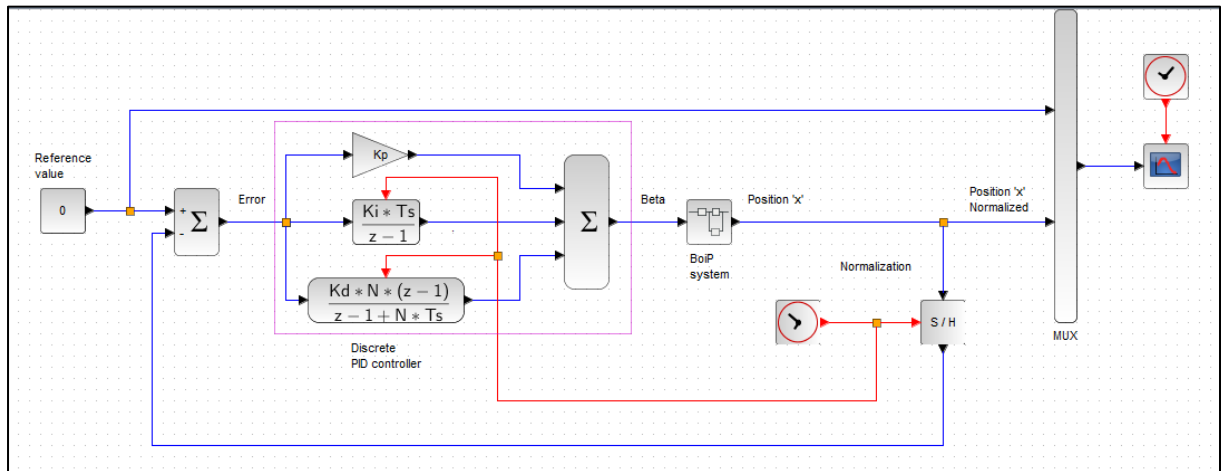 Reference
value
0
+
-
Σ
Error
Kp
Ki ∗ Ts
z − 1
Kd ∗ N ∗ (z − 1)
z − 1 + N ∗ Ts
Discrete
PID controller
Σ
Beta
BoiP
system
Position 'x'
Normalization
S / H
Position 'x'
Normalized
MUX